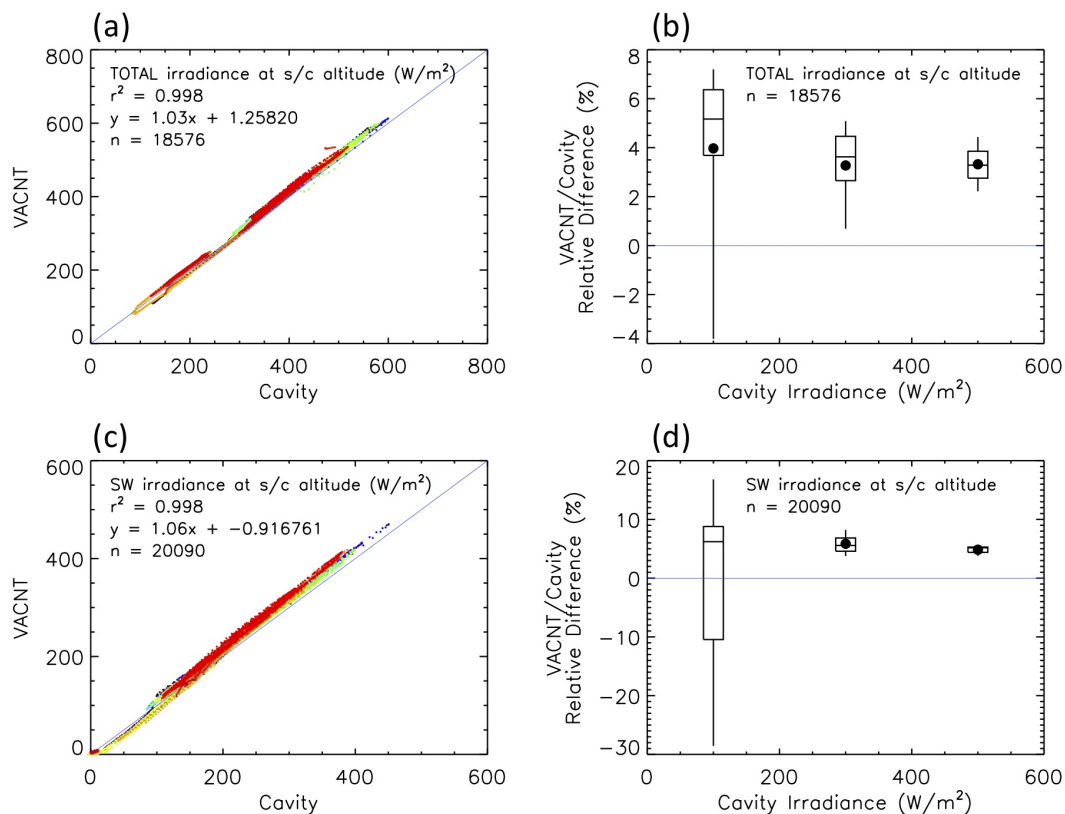 (a)
TOTAL irradiance at s/c altitude (W/m²)
r² = 0.998
y = 1.03x + 1.25820
n = 18576
800
600
400
200
0
VACNT
0 200 400 600 800
Cavity
(b)
TOTAL irradiance at s/c altitude
n = 18576
8
6
4
2
0
−2
−4
VACNT/Cavity
Relative Difference (%)
0 200 400 600
Cavity Irradiance (W/m²)
(c)
SW irradiance at s/c altitude (W/m²)
r² = 0.998
y = 1.06x + −0.916761
n = 20090
600
400
200
0
VACNT
0 200 400 600
Cavity
(d)
SW irradiance at s/c altitude
n = 20090
20
10
0
−10
−20
−30
VACNT/Cavity
Relative Difference (%)
0 200 400 600
Cavity Irradiance (W/m²)